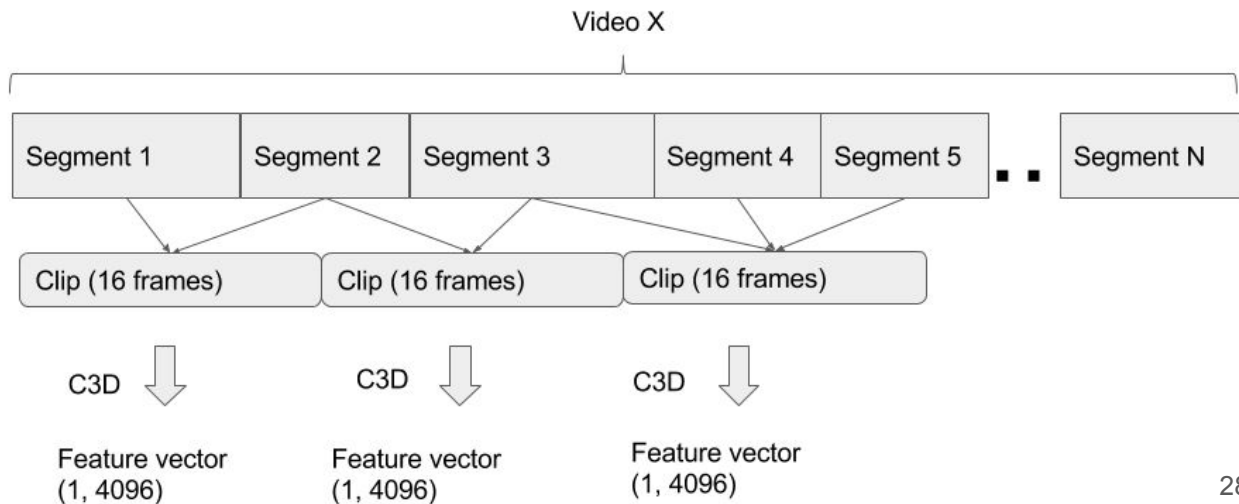 Video X
Segment 1 Segment 2 Segment 3 Segment 4 Segment 5 Segment N
Clip (16 frames) Clip (16 frames) Clip (16 frames)
C3D C3D C3D
Feature vector Feature vector Feature vector
(1, 4096) (1, 4096) (1, 4096)
28